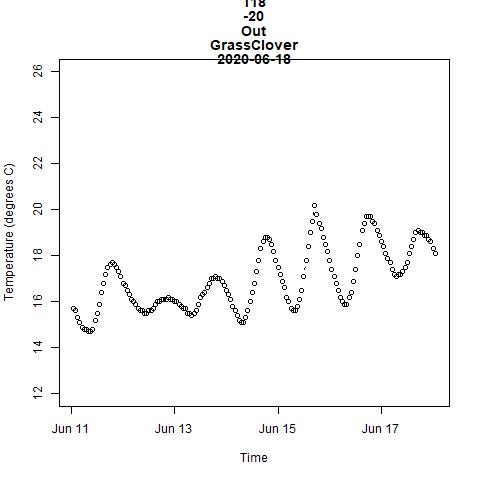 T18
-20
Out
GrassClover
2020-06-18
Temperature (degrees C)
26
24
22
20
18
16
14
12
Jun 11 Jun 13 Jun 15 Jun 17
Time